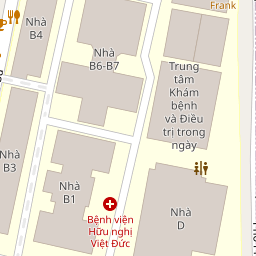 Frank
Nhà
B4
Nhà
B6-B7
Trung
tâm
Khám
bệnh
và Điều
trị trong
ngày
Nhà
B3
Nhà
B1
Bệnh viện
Hữu nghị
Việt Đức
Nhà
D